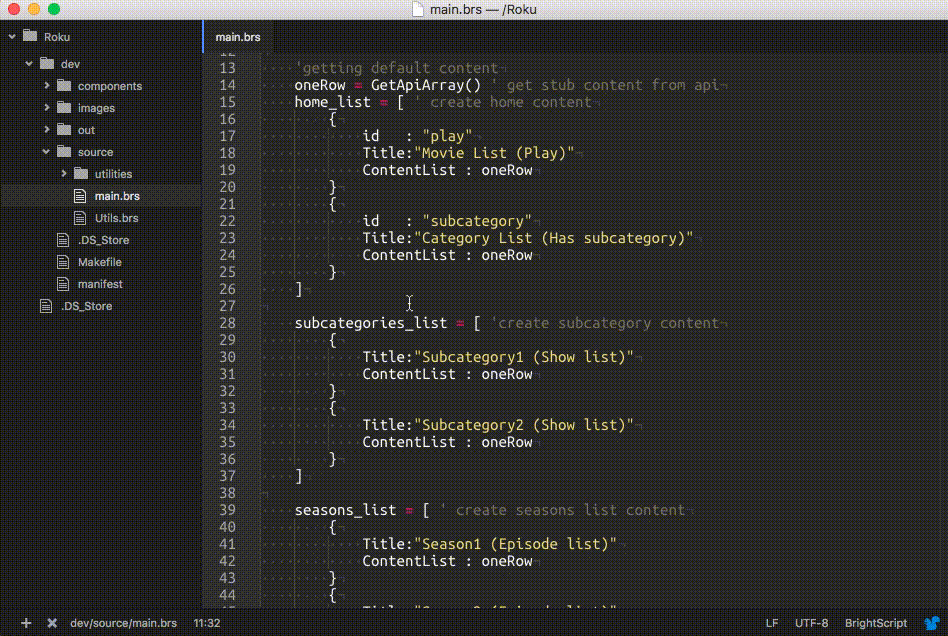 main.brs — /Roku
Roku
dev
components
images
out
source
utilities
main.brs
Utils.brs
.DS_Store
Makefile
manifest
.DS_Store
main.brs
12
13 'getting default content
14 oneRow = GetApiArray() ' get stub content from api
15 home_list = [ ' create home content
16 {
17 id   : "play"
18 Title:"Movie List (Play)"
19 ContentList : oneRow
20 }
21 {
22 id   : "subcategory"
23 Title:"Category List (Has subcategory)"
24 ContentList : oneRow
25 }
26 ]
27
28 subcategories_list = [ 'create subcategory content
29 {
30 Title:"Subcategory1 (Show list)"
31 ContentList : oneRow
32 }
33 {
34 Title:"Subcategory2 (Show list)"
35 ContentList : oneRow
36 }
37 ]
38
39 seasons_list = [ ' create seasons list content
40 {
41 Title:"Season1 (Episode list)"
42 ContentList : oneRow
43 }
44 {
dev/source/main.brs 11:32 LF UTF-8 BrightScript